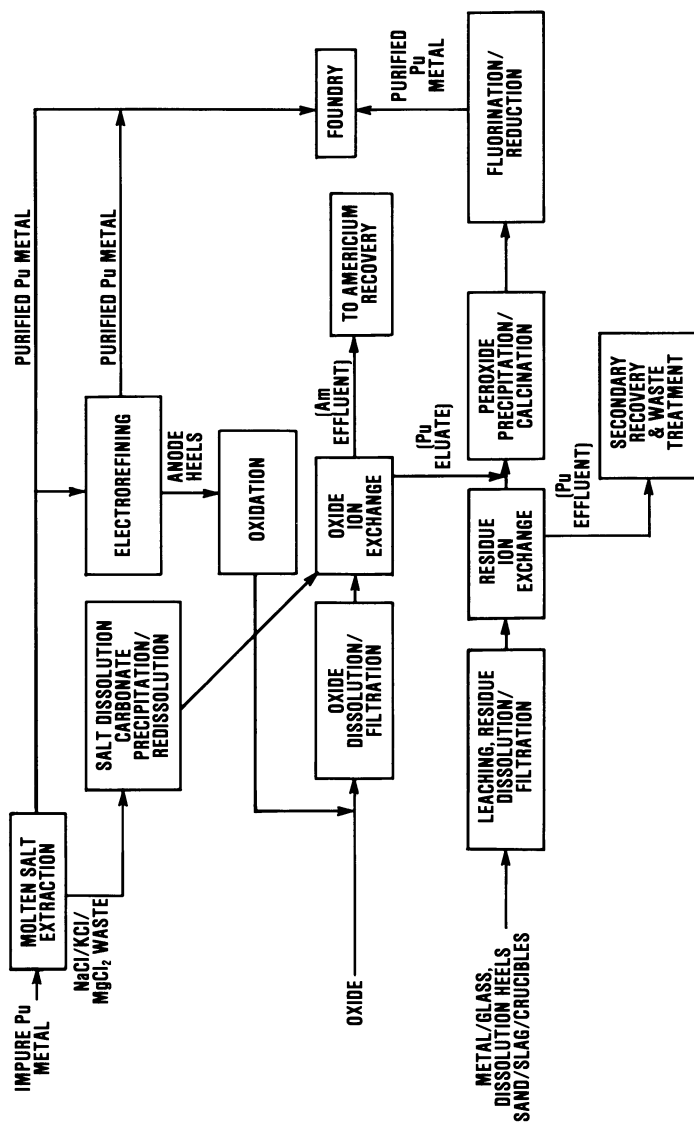 IMPURE Pu
METAL
MOLTEN SALT
EXTRACTION
NaCl/KCl/
MgCl₂ WASTE
PURIFIED Pu METAL
SALT DISSOLUTION
CARBONATE
PRECIPITATION/
REDISSOLUTION
ELECTROREFINING
PURIFIED Pu METAL
ANODE
HEELS
OXIDATION
FOUNDRY
OXIDE
OXIDE
DISSOLUTION/
FILTRATION
OXIDE
ION
EXCHANGE
(Am
EFFLUENT)
TO AMERICIUM
RECOVERY
(Pu
ELUATE)
PURIFIED
Pu
METAL
METAL/GLASS,
DISSOLUTION HEELS
SAND/SLAG/CRUCIBLES
LEACHING, RESIDUE
DISSOLUTION/
FILTRATION
RESIDUE
ION
EXCHANGE
PEROXIDE
PRECIPITATION/
CALCINATION
FLUORINATION/
REDUCTION
(Pu
EFFLUENT)
SECONDARY
RECOVERY
& WASTE
TREATMENT